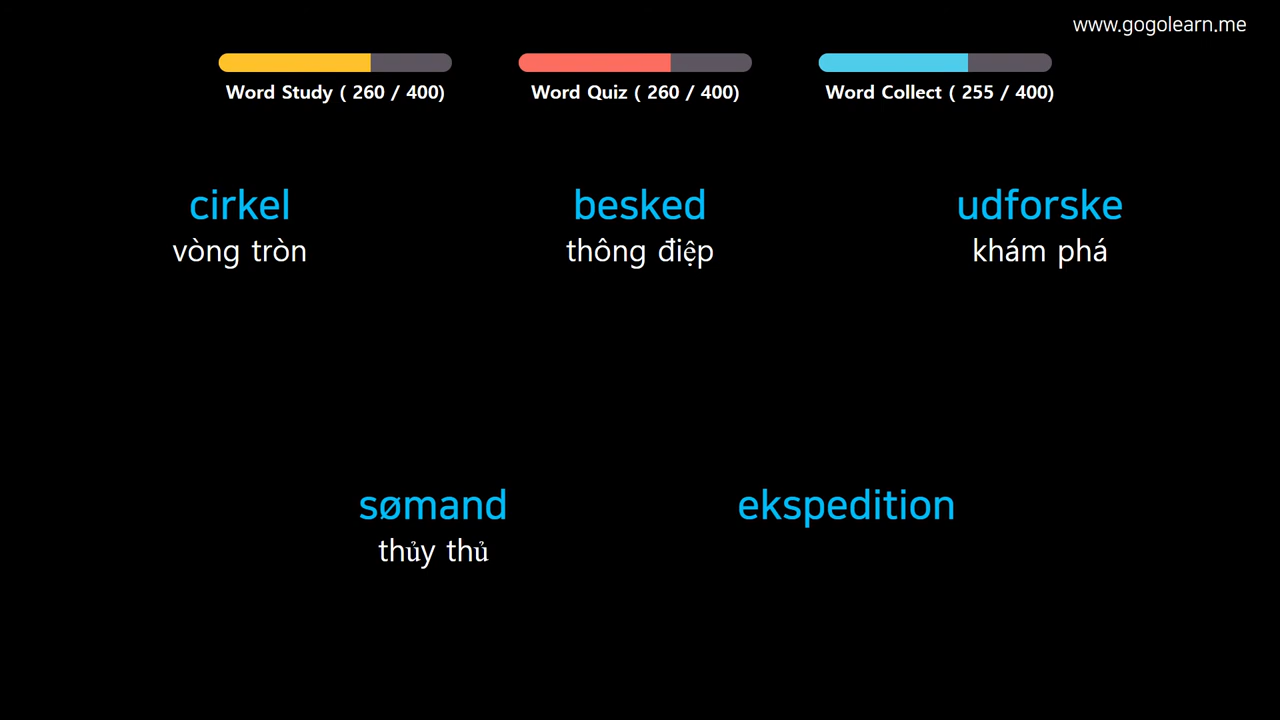 www.gogolearn.me
Word Study ( 260 / 400)
Word Quiz ( 260 / 400)
Word Collect ( 255 / 400)
cirkel
vòng tròn
besked
thông điệp
udforske
khám phá
sømand
thủy thủ
ekspedition